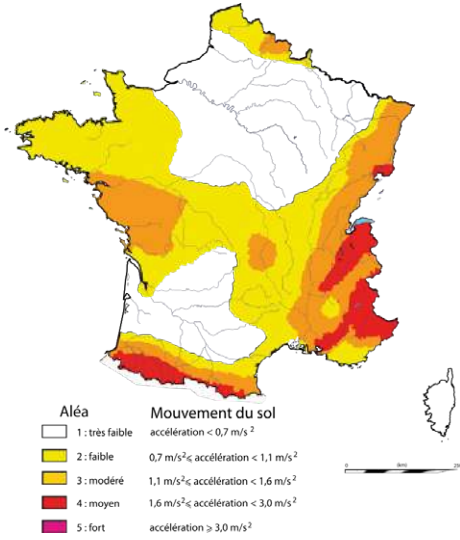 Aléa Mouvement du sol
1 : très faible accélération < 0,7 m/s²
2 : faible 0,7 m/s² ⩽ accélération < 1,1 m/s²
3 : modéré 1,1 m/s² ⩽ accélération < 1,6 m/s²
4 : moyen 1,6 m/s² ⩽ accélération < 3,0 m/s²
5 : fort accélération ⩾ 3,0 m/s²
0